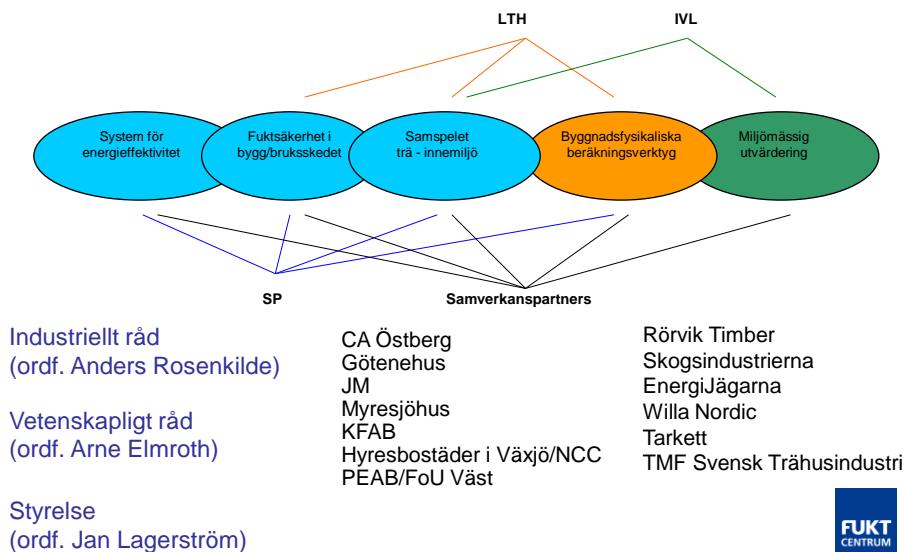 LTH
IVL
System för
energieffektivitet
Fuktsäkerhet i
bygg/bruksskedet
Samspelet
trä - innemiljö
Byggnadsfysikaliska
beräkningsverktyg
Miljömässig
utvärdering
SP
Samverkanspartners
Industriellt råd
(ordf. Anders Rosenkilde)
Vetenskapligt råd
(ordf. Arne Elmroth)
Styrelse
(ordf. Jan Lagerström)
CA Östberg
Götenehus
JM
Myresjöhus
KFAB
Hyresbostäder i Växjö/NCC
PEAB/FoU Väst
Rörvik Timber
Skogsindustrierna
EnergiJägarna
Willa Nordic
Tarkett
TMF Svensk Trähusindustri
FUKT
CENTRUM